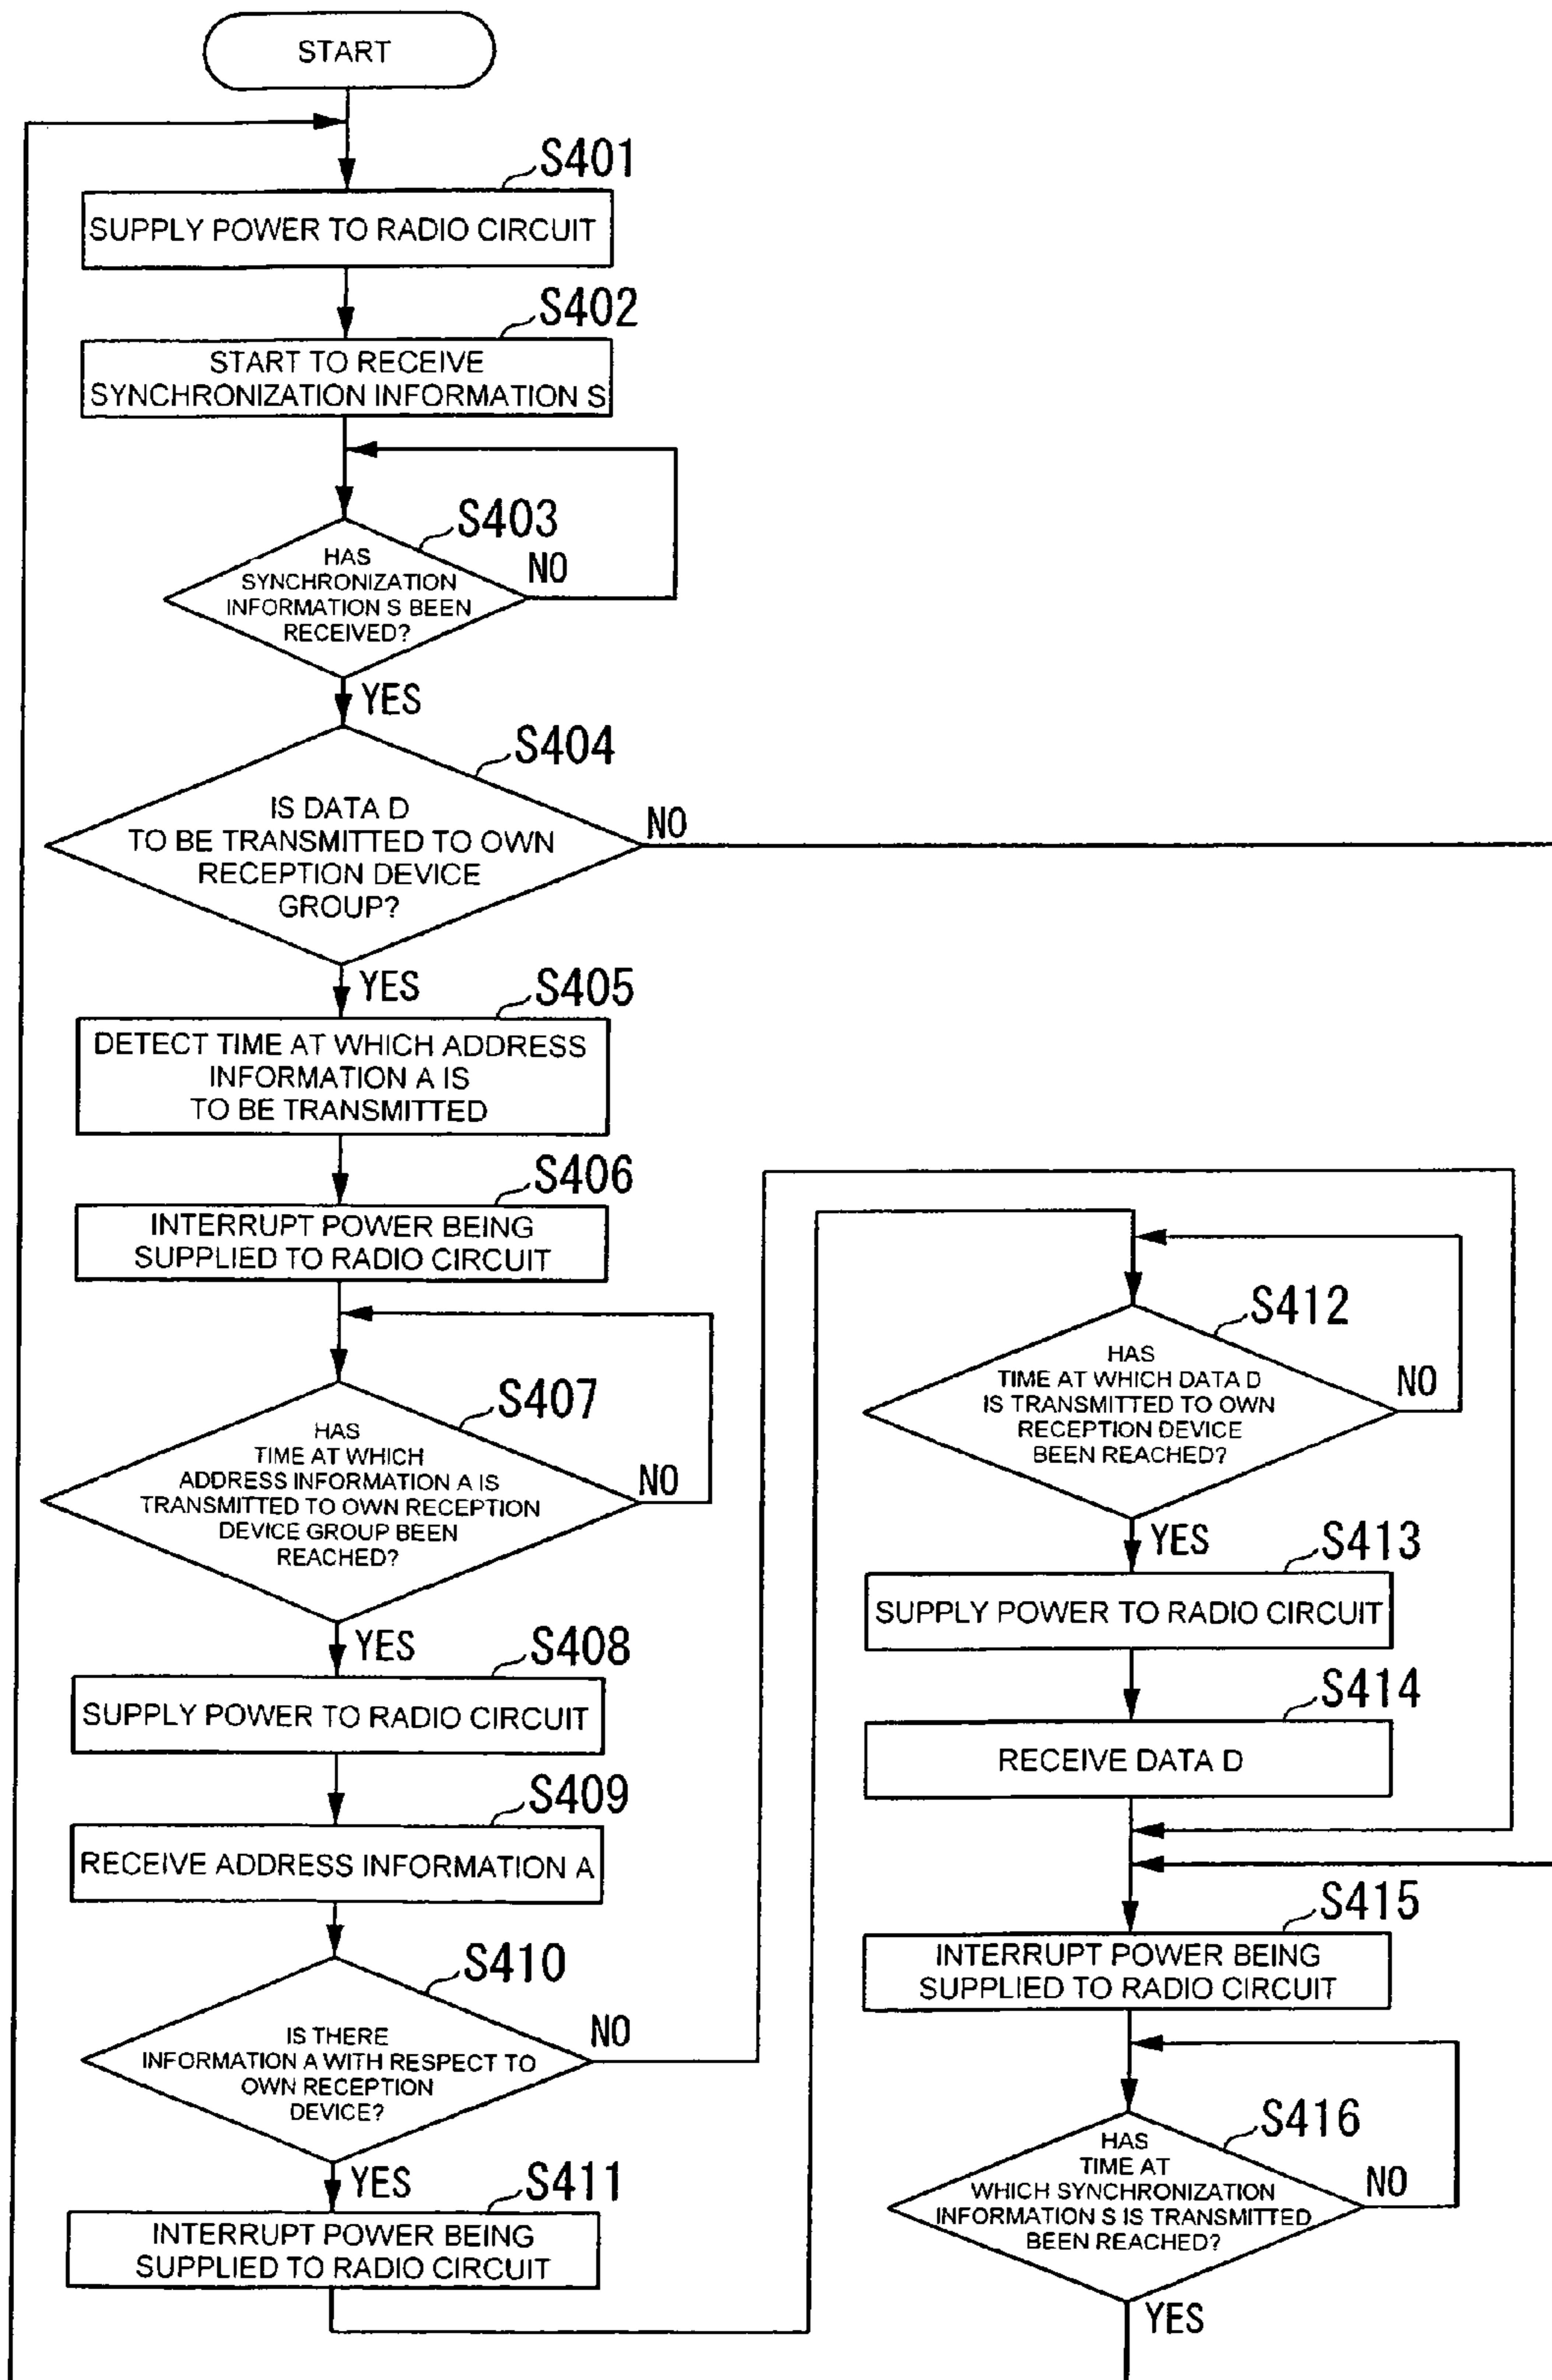 START
S401
SUPPLY POWER TO RADIO CIRCUIT
S402
START TO RECEIVE
SYNCHRONIZATION INFORMATION S
S403
HAS
SYNCHRONIZATION
INFORMATION S BEEN
RECEIVED?
NO
YES
S404
IS DATA D
TO BE TRANSMITTED TO OWN
RECEPTION DEVICE
GROUP?
NO
YES
S405
DETECT TIME AT WHICH ADDRESS
INFORMATION A IS
TO BE TRANSMITTED
S406
INTERRUPT POWER BEING
SUPPLIED TO RADIO CIRCUIT
S407
HAS
TIME AT WHICH
ADDRESS INFORMATION A IS
TRANSMITTED TO OWN RECEPTION
DEVICE GROUP BEEN
REACHED?
NO
YES
S408
SUPPLY POWER TO RADIO CIRCUIT
S409
RECEIVE ADDRESS INFORMATION A
S410
IS THERE
INFORMATION A WITH RESPECT TO
OWN RECEPTION
DEVICE?
NO
YES
S411
INTERRUPT POWER BEING
SUPPLIED TO RADIO CIRCUIT
S412
HAS
TIME AT WHICH DATA D
IS TRANSMITTED TO OWN
RECEPTION DEVICE
BEEN REACHED?
NO
YES
S413
SUPPLY POWER TO RADIO CIRCUIT
S414
RECEIVE DATA D
S415
INTERRUPT POWER BEING
SUPPLIED TO RADIO CIRCUIT
S416
HAS
TIME AT
WHICH SYNCHRONIZATION
INFORMATION S IS TRANSMITTED
BEEN REACHED?
NO
YES